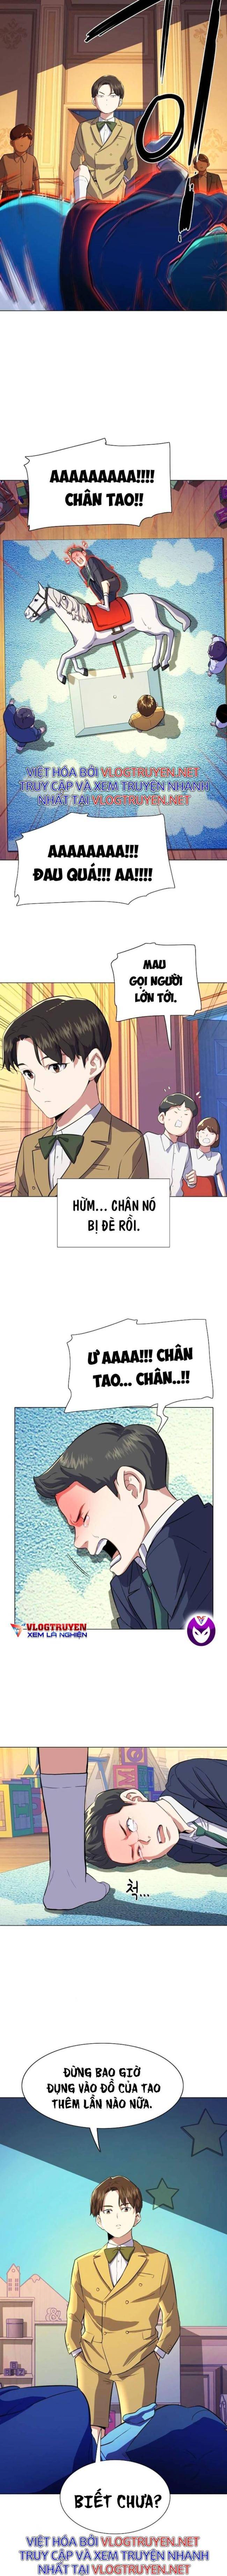 AAAAAAAAA!!!!
CHÂN TAO!!
VIỆT HÓA BỞI VLOGTRUYEN.NET
TRUY CẬP VÀ XEM TRUYỆN NHANH
NHẤT TẠI VLOGTRUYEN.NET
AAAAAAAA!!!
ĐAU QUÁ!!! AA!!!!
MAU
GỌI NGƯỜI
LỚN TỚI.
HỪM... CHÂN NÓ
BỊ ĐÈ RỒI.
Ư AAAA!!! CHÂN
TAO... CHÂN..!!
VLOGTRUYEN
XEM LÀ NGHIỆN
척...
ĐỪNG BAO GIỜ
ĐỤNG VÀO ĐỒ CỦA TAO
THÊM LẦN NÀO NỮA.
BIẾT CHƯA?
VIỆT HÓA BỞI VLOGTRUYEN.NET
TRUY CẬP VÀ XEM TRUYỆN NHANH
NHẤT TẠI VLOGTRUYEN.NET